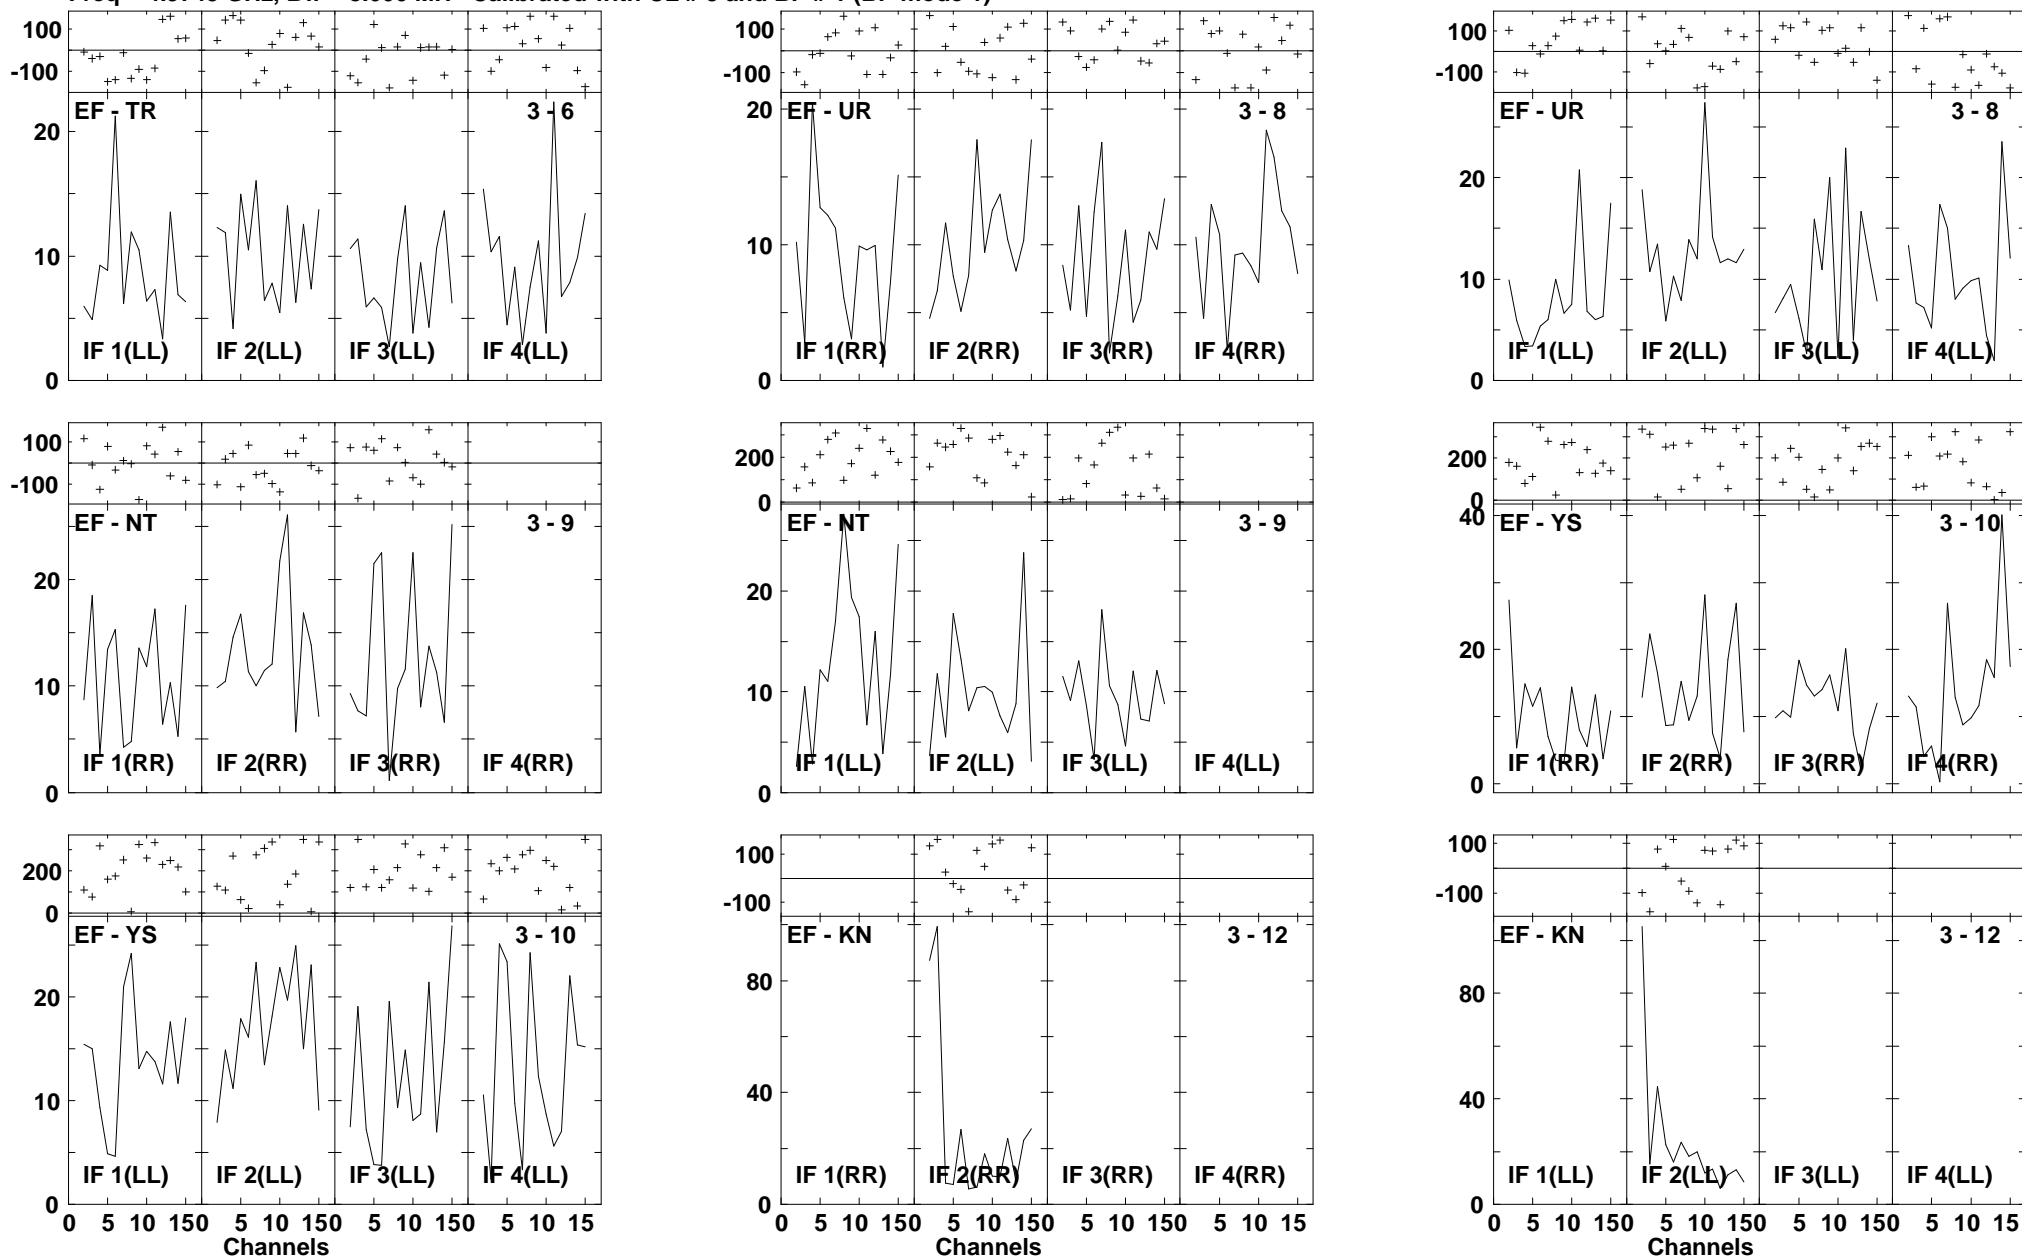 100
-100
EF - TR 3 - 6
20
10
0
IF 1(LL) IF 2(LL) IF 3(LL) IF 4(LL)
100
-100
EF - UR 3 - 8
20
10
0
IF 1(RR) IF 2(RR) IF 3(RR) IF 4(RR)
100
-100
EF - UR 3 - 8
20
10
0
IF 1(LL) IF 2(LL) IF 3(LL) IF 4(LL)
100
-100
EF - NT 3 - 9
20
10
0
IF 1(RR) IF 2(RR) IF 3(RR) IF 4(RR)
200
0
EF - NT 3 - 9
20
10
0
IF 1(LL) IF 2(LL) IF 3(LL) IF 4(LL)
200
0
EF - YS 3 - 10
40
20
0
IF 1(RR) IF 2(RR) IF 3(RR) IF 4(RR)
200
0
EF - YS 3 - 10
20
10
0
IF 1(LL) IF 2(LL) IF 3(LL) IF 4(LL)
0 5 10 150 5 10 150 5 10 150 5 10 15
Channels
100
-100
EF - KN 3 - 12
80
40
0
IF 1(RR) IF 2(RR) IF 3(RR) IF 4(RR)
0 5 10 150 5 10 150 5 10 150 5 10 15
Channels
100
-100
EF - KN 3 - 12
80
40
0
IF 1(LL) IF 2(LL) IF 3(LL) IF 4(LL)
0 5 10 150 5 10 150 5 10 150 5 10 15
Channels